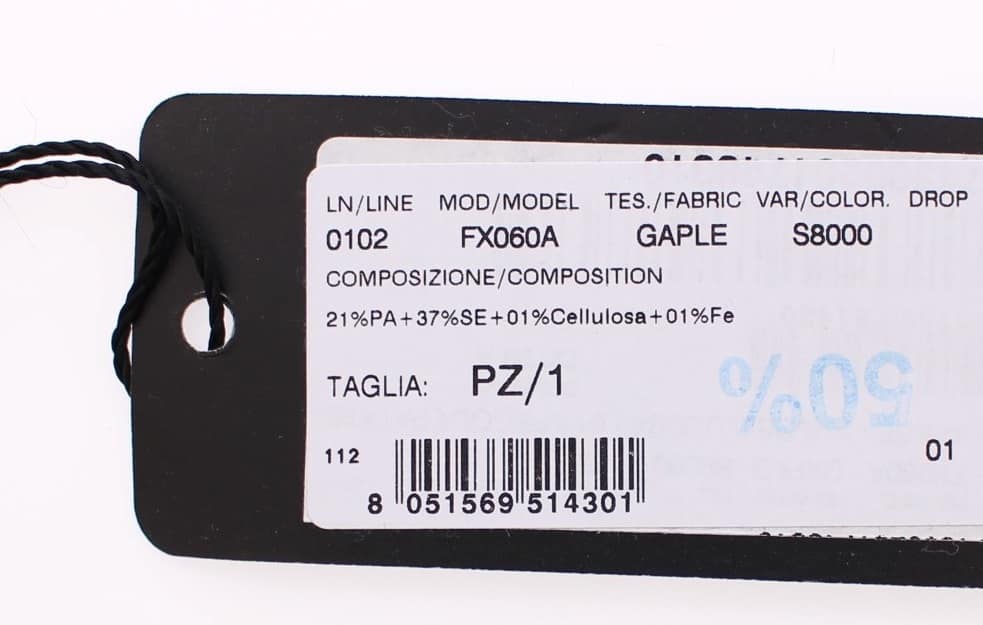 LN/LINE MOD/MODEL TES./FABRIC VAR/COLOR. DROP
0102 FX060A GAPLE S8000
COMPOSIZIONE/COMPOSITION
21%PA+37%SE+01%Cellulosa+01%Fe
TAGLIA: PZ/1
50%
112
01
8 051569 514301